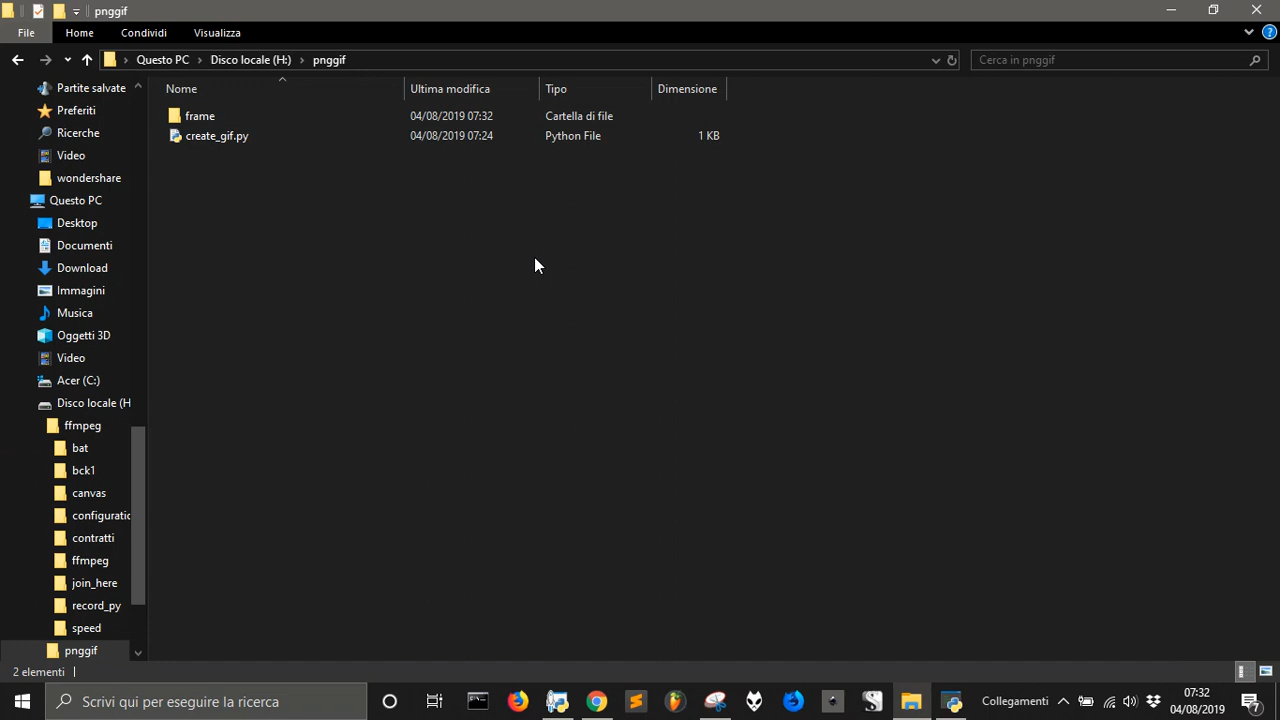 pnggif
File Home Condividi Visualizza
Questo PC Disco locale (H:) pnggif Cerca in pnggif
Nome Ultima modifica Tipo Dimensione
frame 04/08/2019 07:32 Cartella di file
create_gif.py 04/08/2019 07:24 Python File 1 KB
Partite salvate
Preferiti
Ricerche
Video
wondershare
Questo PC
Desktop
Documenti
Download
Immagini
Musica
Oggetti 3D
Video
Acer (C:)
Disco locale (H
ffmpeg
bat
bck1
canvas
configuratic
contratti
ffmpeg
join_here
record_py
speed
pnggif
2 elementi
Scrivi qui per eseguire la ricerca
Collegamenti
07:32
04/08/2019
7